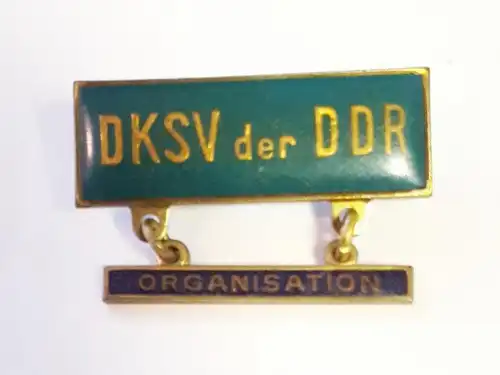 DKSV der DDR
ORGANISATION